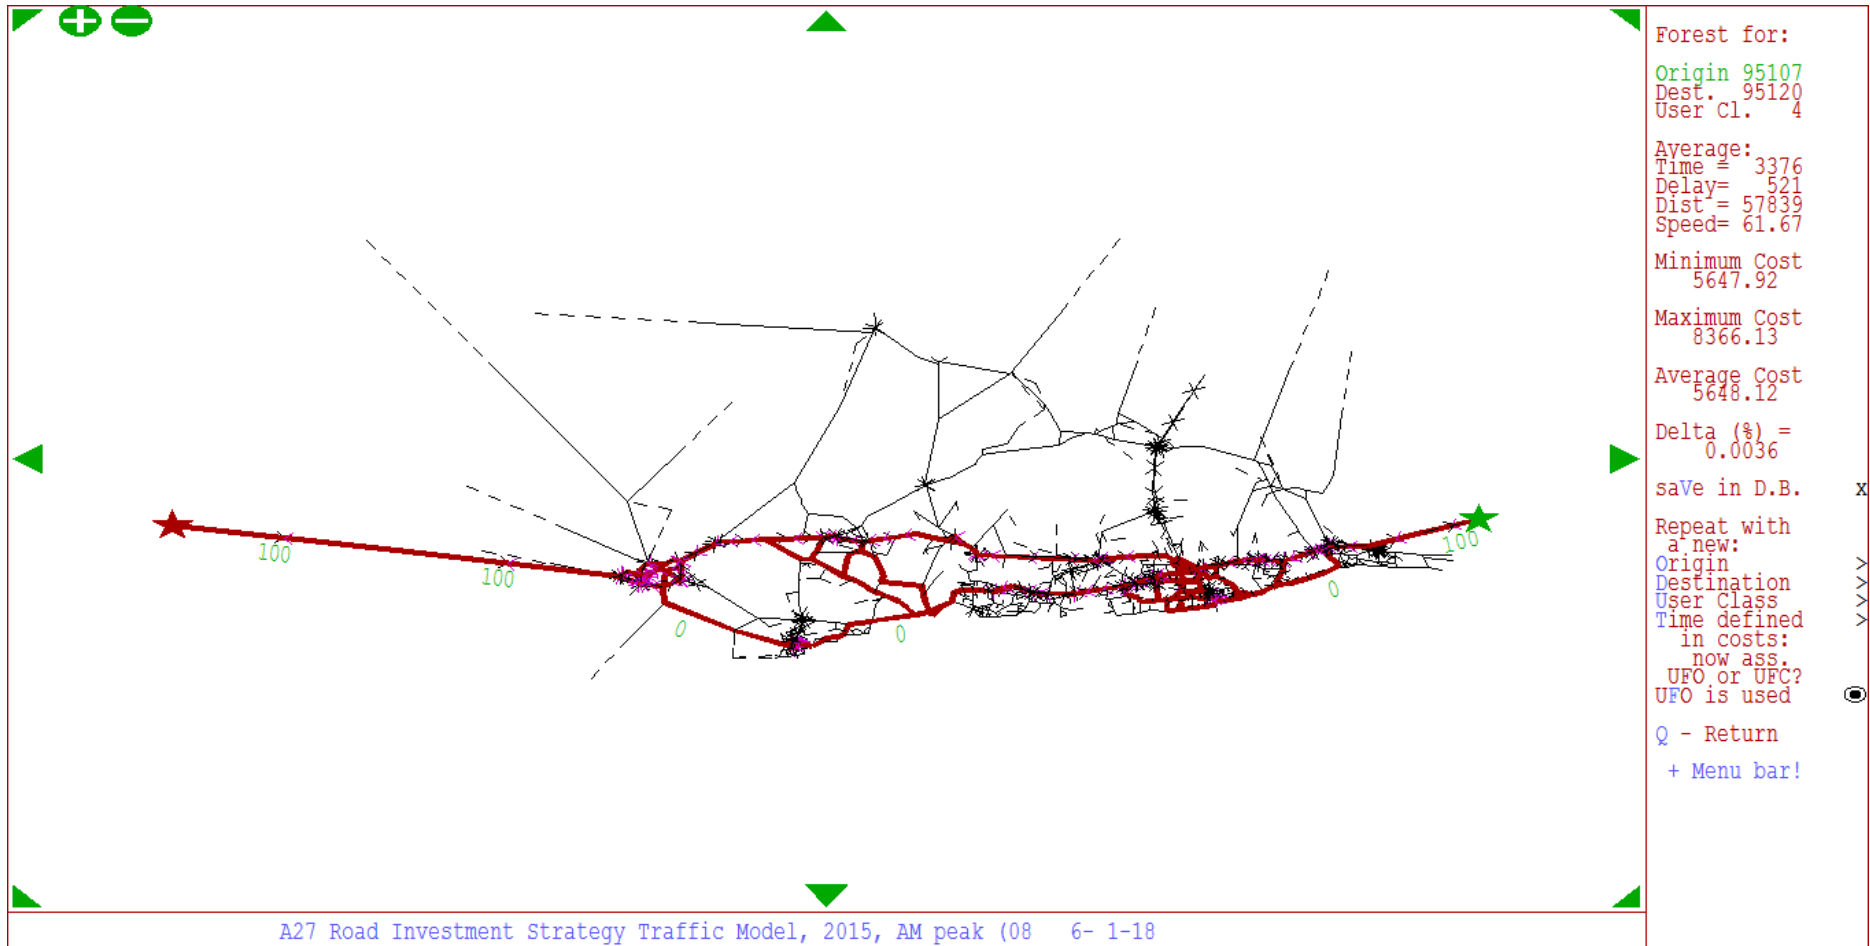 Forest for:
Origin 95107
Dest. 95120
User Cl. 4
Average:
Time = 3376
Delay= 521
Dist = 57839
Speed= 61.67
Minimum Cost
5647.92
Maximum Cost
8366.13
Average Cost
5648.12
Delta (%) =
0.0036
saVe in D.B. x
Repeat with
a new:
Origin >
Destination >
User Class >
Time defined >
in costs:
now ass.
UFO or UFC?
UFO is used
Q - Return
+ Menu bar!
100
100
0
0
0
100
A27 Road Investment Strategy Traffic Model, 2015, AM peak (08 6- 1-18